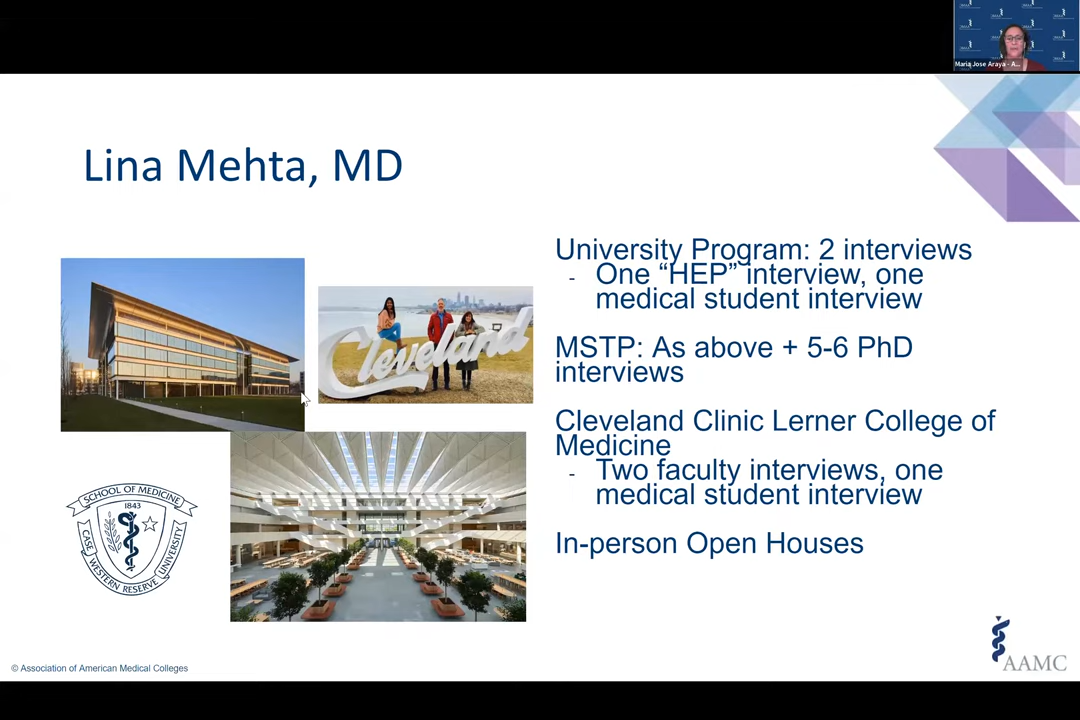 Maria Jose Araya - A...
Lina Mehta, MD
University Program: 2 interviews
- One “HEP” interview, one
medical student interview
MSTP: As above + 5-6 PhD
interviews
Cleveland Clinic Lerner College of
Medicine
- Two faculty interviews, one
medical student interview
In-person Open Houses
Cleveland
SCHOOL OF MEDICINE
1843
CASE WESTERN RESERVE UNIVERSITY
© Association of American Medical Colleges
AAMC